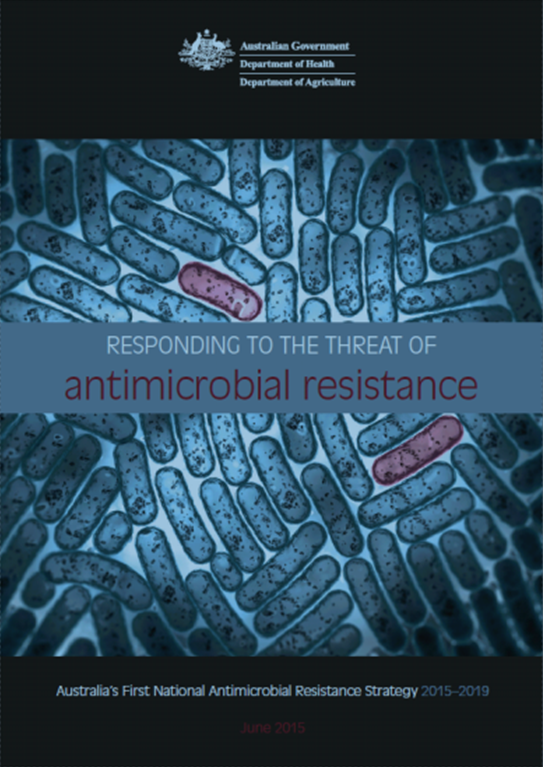 Australian Government
Department of Health
Department of Agriculture
RESPONDING TO THE THREAT OF
antimicrobial resistance
Australia's First National Antimicrobial Resistance Strategy 2015–2019
June 2015